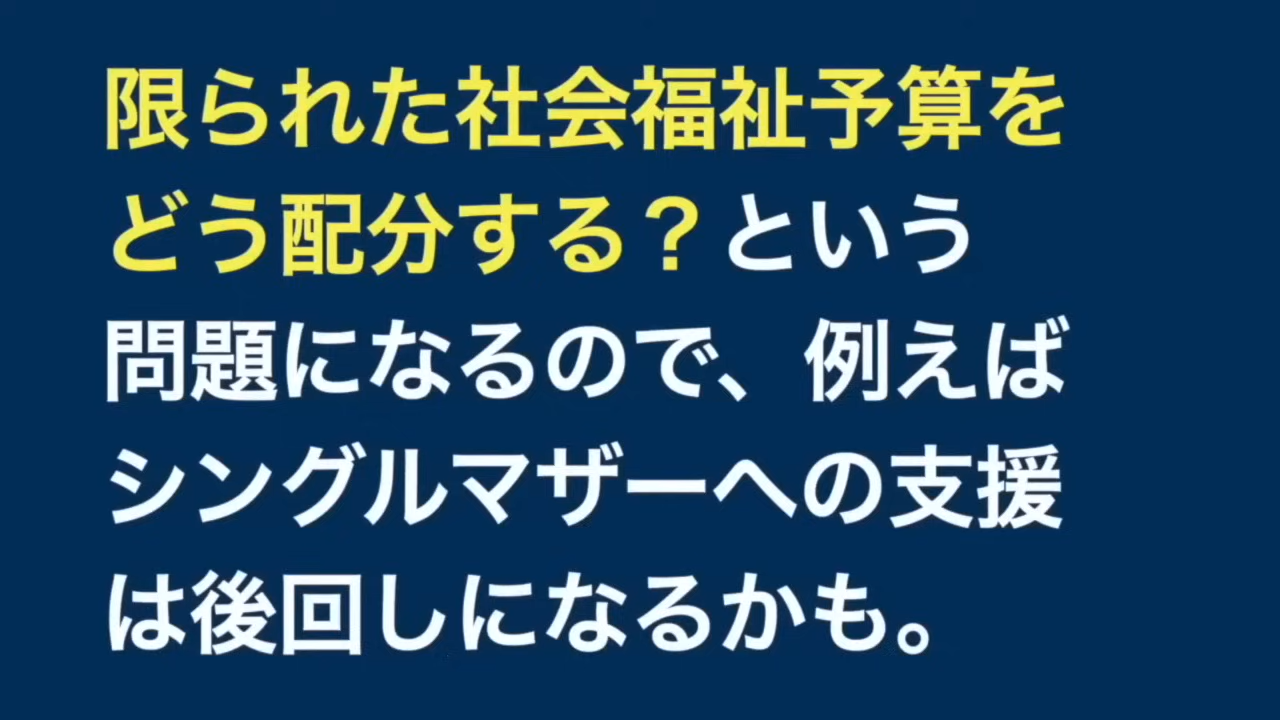 限られた社会福祉予算を
どう配分する？という
問題になるので、例えば
シングルマザーへの支援
は後回しになるかも。